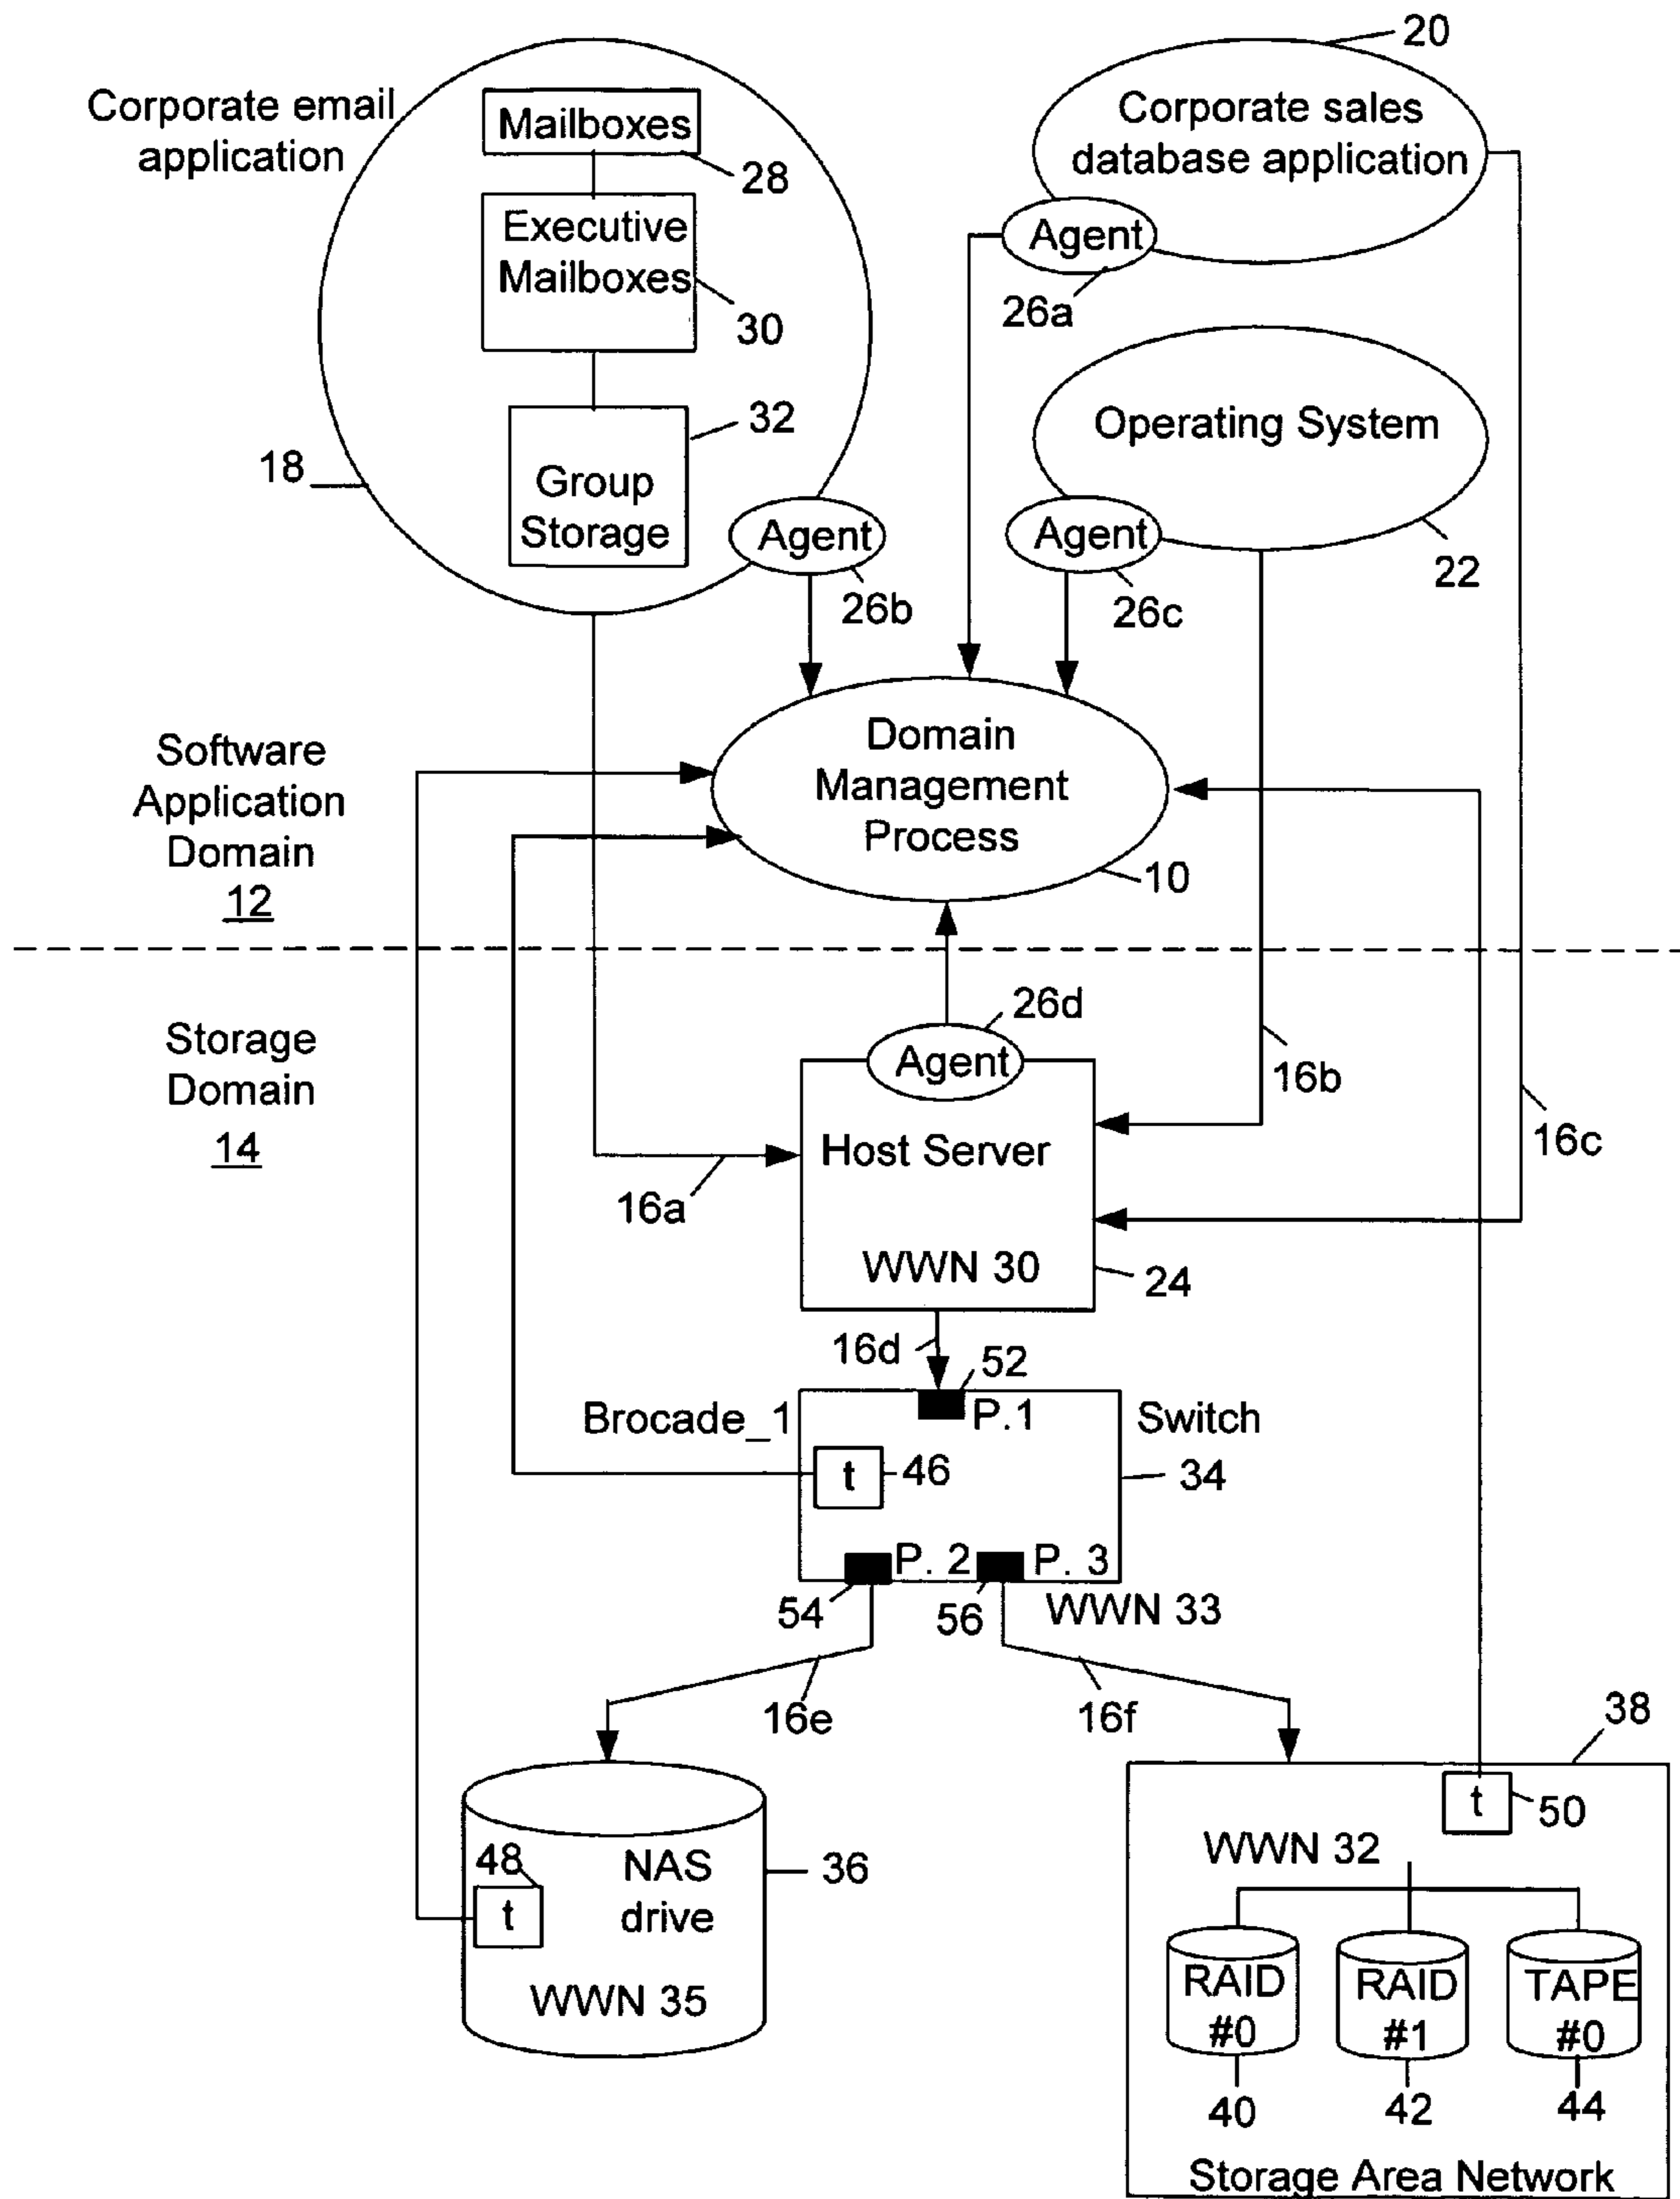 20
Corporate email
application
Mailboxes
28
Corporate sales
database application
Executive
Mailboxes
30
Agent
26a
32
Group
Storage
18
Operating System
Agent
26b
Agent
26c
22
Software
Application
Domain
12
Domain
Management
Process
10
Storage
Domain
14
26d
Agent
16b
16c
Host Server
16a
WWN 30
24
16d
52
P.1
Brocade_1
Switch
t
46
34
P. 2
P. 3
54
56
WWN 33
16e
16f
38
t
50
48
t
NAS
drive
36
WWN 35
WWN 32
RAID
#0
RAID
#1
TAPE
#0
40
42
44
Storage Area Network